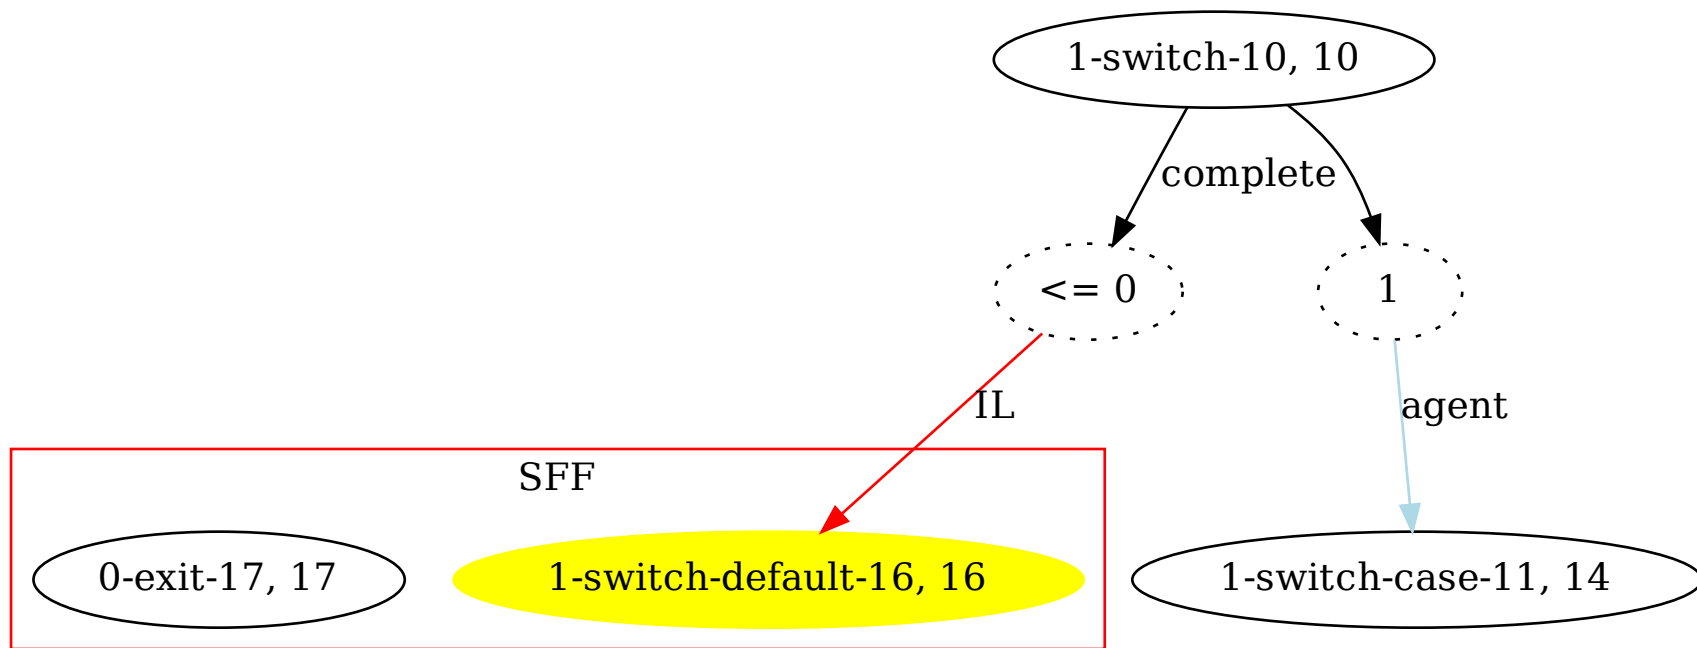 1-switch-10, 10
complete
<= 0
1
IL
agent
SFF
0-exit-17, 17
1-switch-default-16, 16
1-switch-case-11, 14